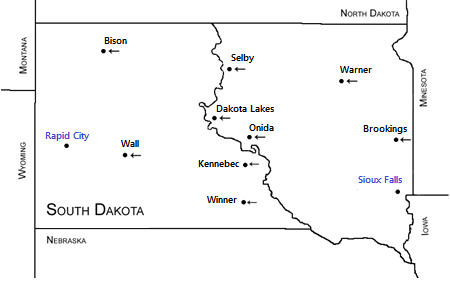 NORTH DAKOTA
MONTANA
Bison
Selby
Warner
MINNESOTA
Dakota Lakes
Onida
Brookings
Rapid City
Wall
WYOMING
Kennebec
Sioux Falls
Winner
SOUTH DAKOTA
IOWA
NEBRASKA